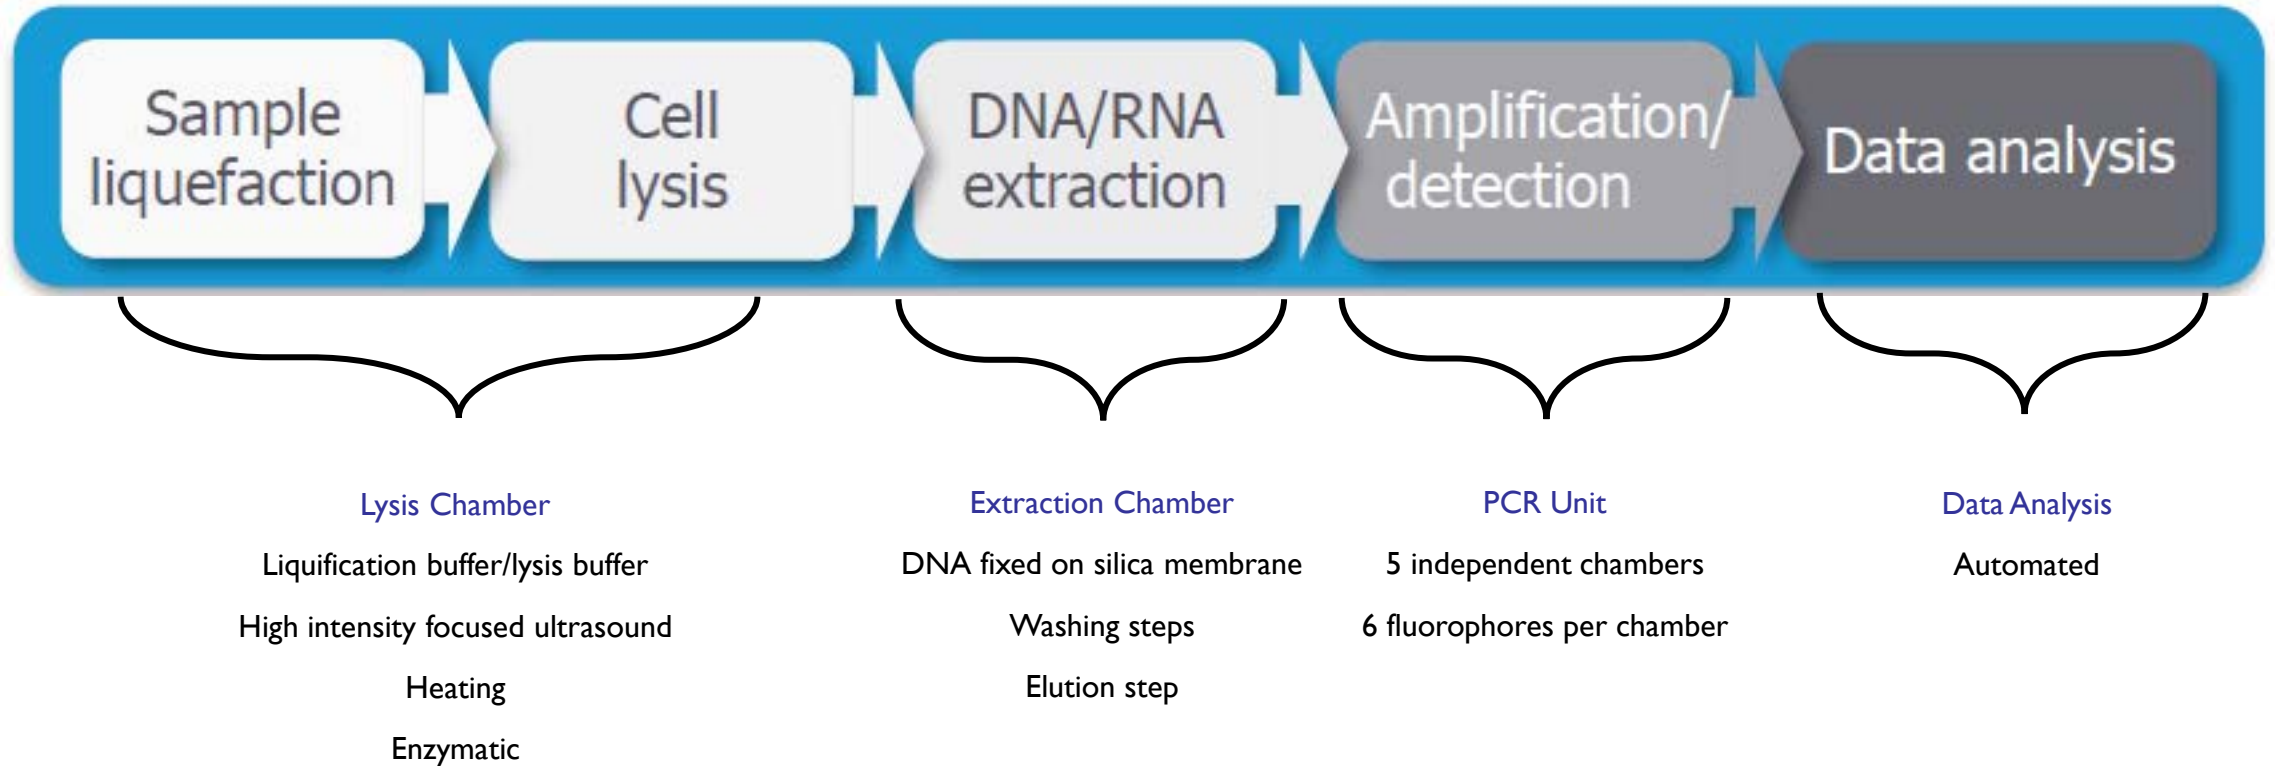 Sample
liquefaction
Cell
lysis
DNA/RNA
extraction
Amplification/
detection
Data analysis
Lysis Chamber
Liquification buffer/lysis buffer
High intensity focused ultrasound
Heating
Enzymatic
Extraction Chamber
DNA fixed on silica membrane
Washing steps
Elution step
PCR Unit
5 independent chambers
6 fluorophores per chamber
Data Analysis
Automated